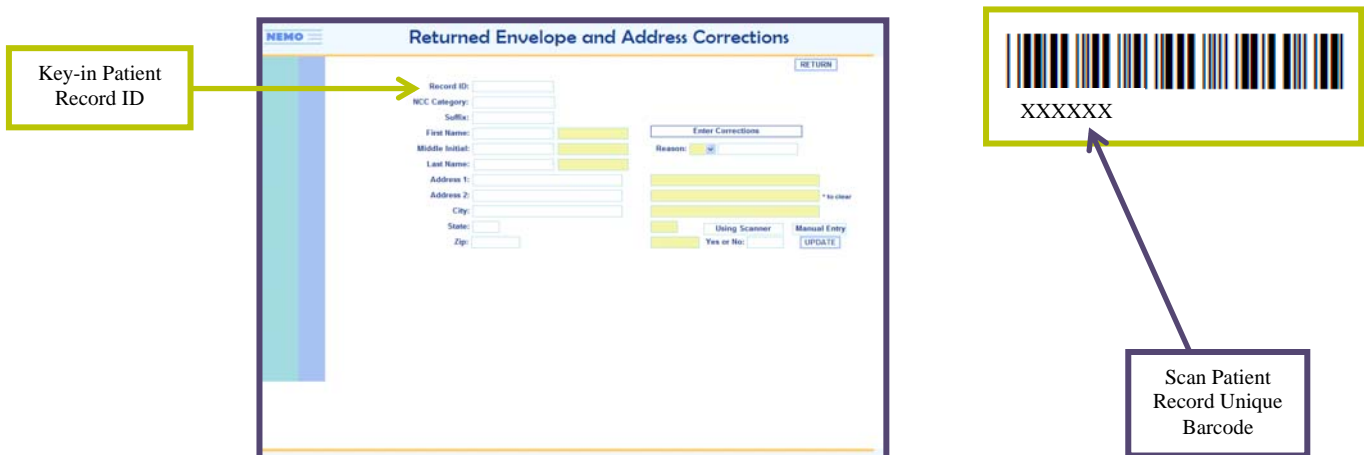 Key-in Patient
Record ID
NEMO
Returned Envelope and Address Corrections
RETURN
Record ID:
NCC Category:
Suffix:
First Name:
Enter Corrections
Middle Initial:
Reason:
Last Name:
Address 1:
Address 2:
* to clear
City:
State:
Using Scanner
Manual Entry
Zip:
Yes or No:
UPDATE
XXXXXX
Scan Patient
Record Unique
Barcode